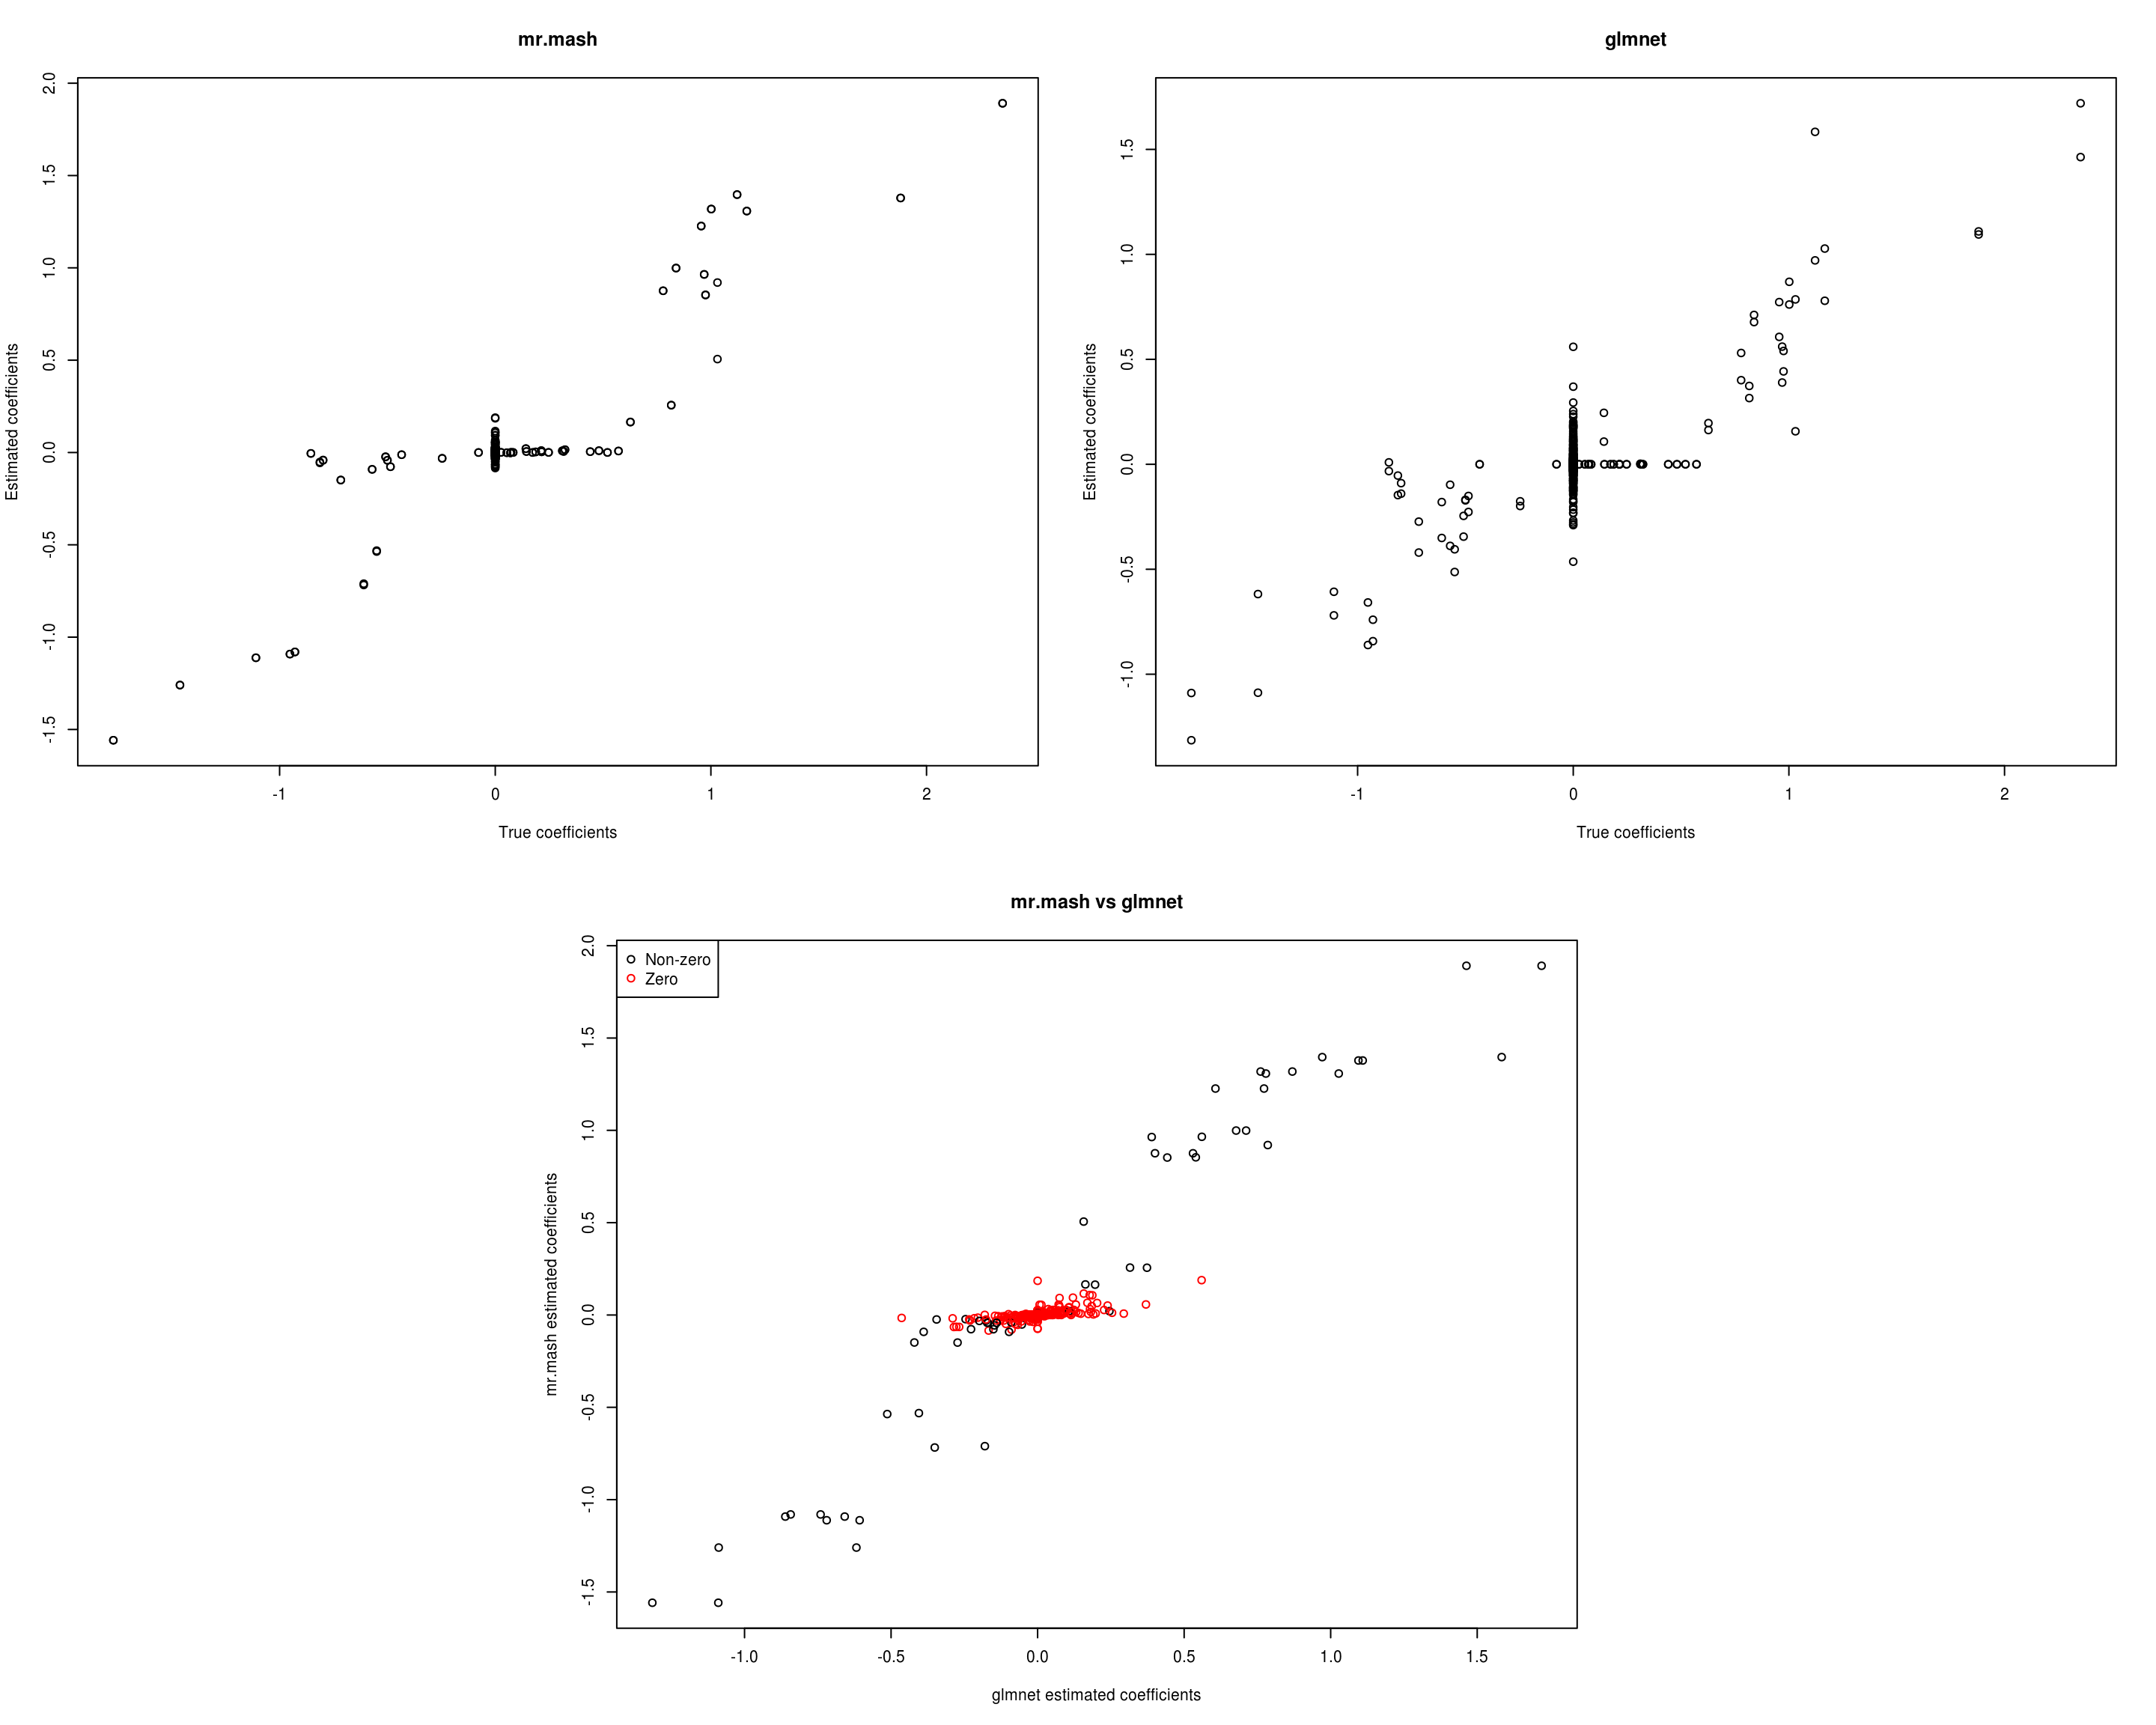 mr.mash
2.0
1.5
1.0
0.5
0.0
-0.5
-1.0
-1.5
Estimated coefficients
-1 0 1 2
True coefficients
glmnet
1.5
1.0
0.5
0.0
-0.5
-1.0
Estimated coefficients
-1 0 1 2
True coefficients
mr.mash vs glmnet
Non-zero
Zero
2.0
1.5
1.0
0.5
0.0
-0.5
-1.0
-1.5
mr.mash estimated coefficients
-1.0 -0.5 0.0 0.5 1.0 1.5
glmnet estimated coefficients